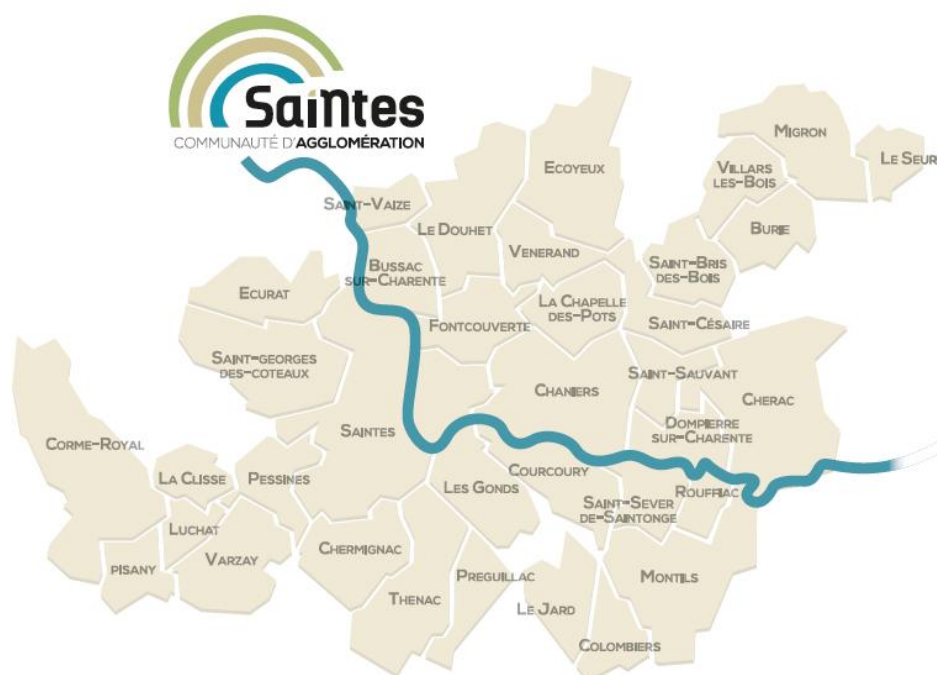 Saintes
COMMUNAUTÉ D'AGGLOMÉRATION
MIGRON
LE SEUR
ECOYEUX
VILLARS
LES-BOIS
SAINT-VAIZE
LE DOUHET
BURIE
VENERAND
BUSSAC
SUR-CHARENTE
SAINT-BRIS
DES-BOIS
ECURAT
LA CHAPELLE
DES-POTS
FONTCOUVERTE
SAINT-CÉSAIRE
SAINT-GEORGES
DES-COTEAUX
SAINT-SAUVANT
CHANIERS
CHERAC
DOMPIERRE
SUR-CHARENTE
SAINTES
CORME-ROYAL
LA CLISSE
PESSINES
COURCOURY
LES GONDS
ROUFFIAC
SAINT-SEVER
DE-SAINTONGE
LUCHAT
CHERMIGNAC
VARZAY
PISANY
PREGUILLAC
MONTILS
THENAC
LE JARD
COLOMBIERS